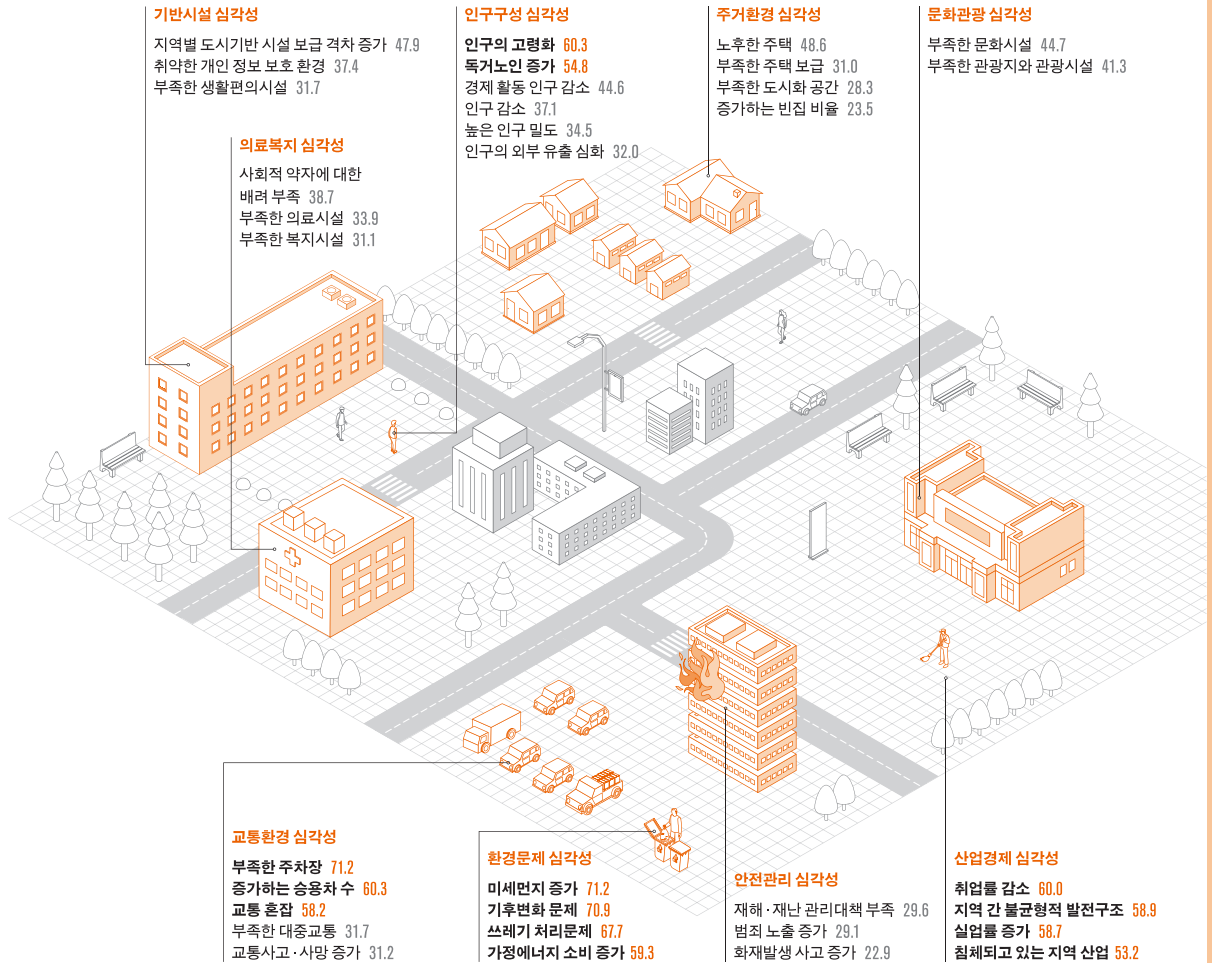 기반시설 심각성
지역별 도시기반 시설 보급 격차 증가 47.9
취약한 개인 정보 보호 환경 37.4
부족한 생활편의시설 31.7
인구구성 심각성
인구의 고령화 60.3
독거노인 증가 54.8
경제 활동 인구 감소 44.6
인구 감소 37.1
높은 인구 밀도 34.5
인구의 외부 유출 심화 32.0
주거환경 심각성
노후한 주택 48.6
부족한 주택 보급 31.0
부족한 도시화 공간 28.3
증가하는 빈집 비율 23.5
문화관광 심각성
부족한 문화시설 44.7
부족한 관광지와 관광시설 41.3
의료복지 심각성
사회적 약자에 대한
배려 부족 38.7
부족한 의료시설 33.9
부족한 복지시설 31.1
교통환경 심각성
부족한 주차장 71.2
증가하는 승용차 수 60.3
교통 혼잡 58.2
부족한 대중교통 31.7
교통사고·사망 증가 31.2
환경문제 심각성
미세먼지 증가 71.2
기후변화 문제 70.9
쓰레기 처리문제 67.7
가정에너지 소비 증가 59.3
안전관리 심각성
재해·재난 관리대책 부족 29.6
범죄 노출 증가 29.1
화재발생 사고 증가 22.9
산업경제 심각성
취업률 감소 60.0
지역 간 불균형적 발전구조 58.9
실업률 증가 58.7
침체되고 있는 지역 산업 53.2